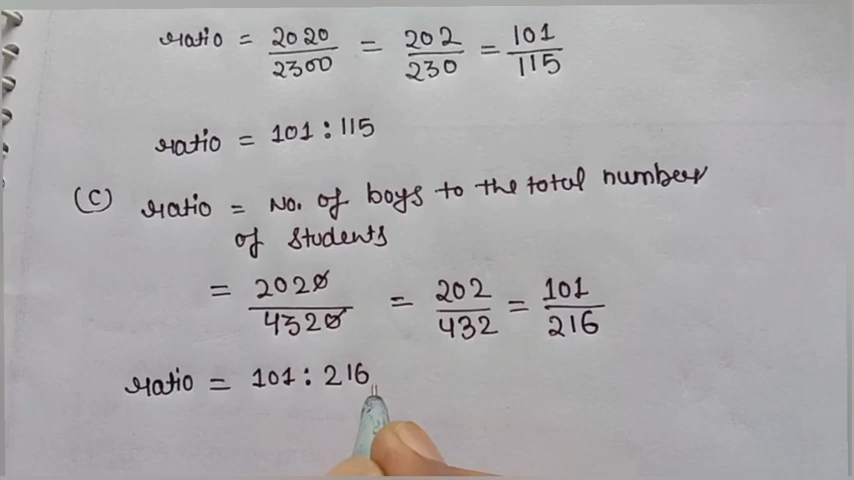 ratio = 2020/2300 = 202/230 = 101/115
ratio = 101 : 115
(C) ratio = No. of boys to the total number
of students
= 2020/4320 = 202/432 = 101/216
ratio = 101 : 216